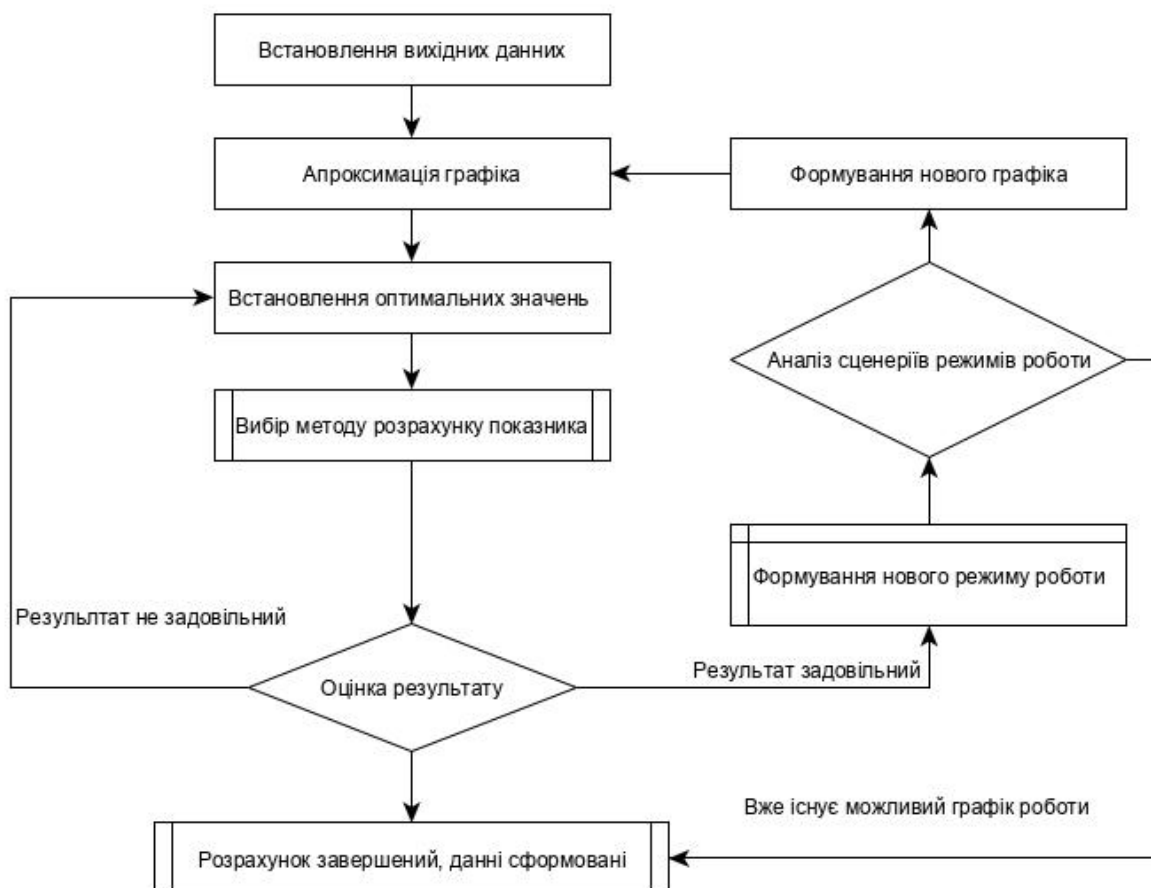 Встановлення вихідних данних
Апроксимація графіка
Формування нового графіка
Встановлення оптимальних значень
Аналіз сценеріїв режимів роботи
Вибір методу розрахунку показника
Формування нового режиму роботи
Резульлтат не задовільний
Результат задовільний
Оцінка результату
Вже існує можливий графік роботи
Розрахунок завершений, данні сформовані